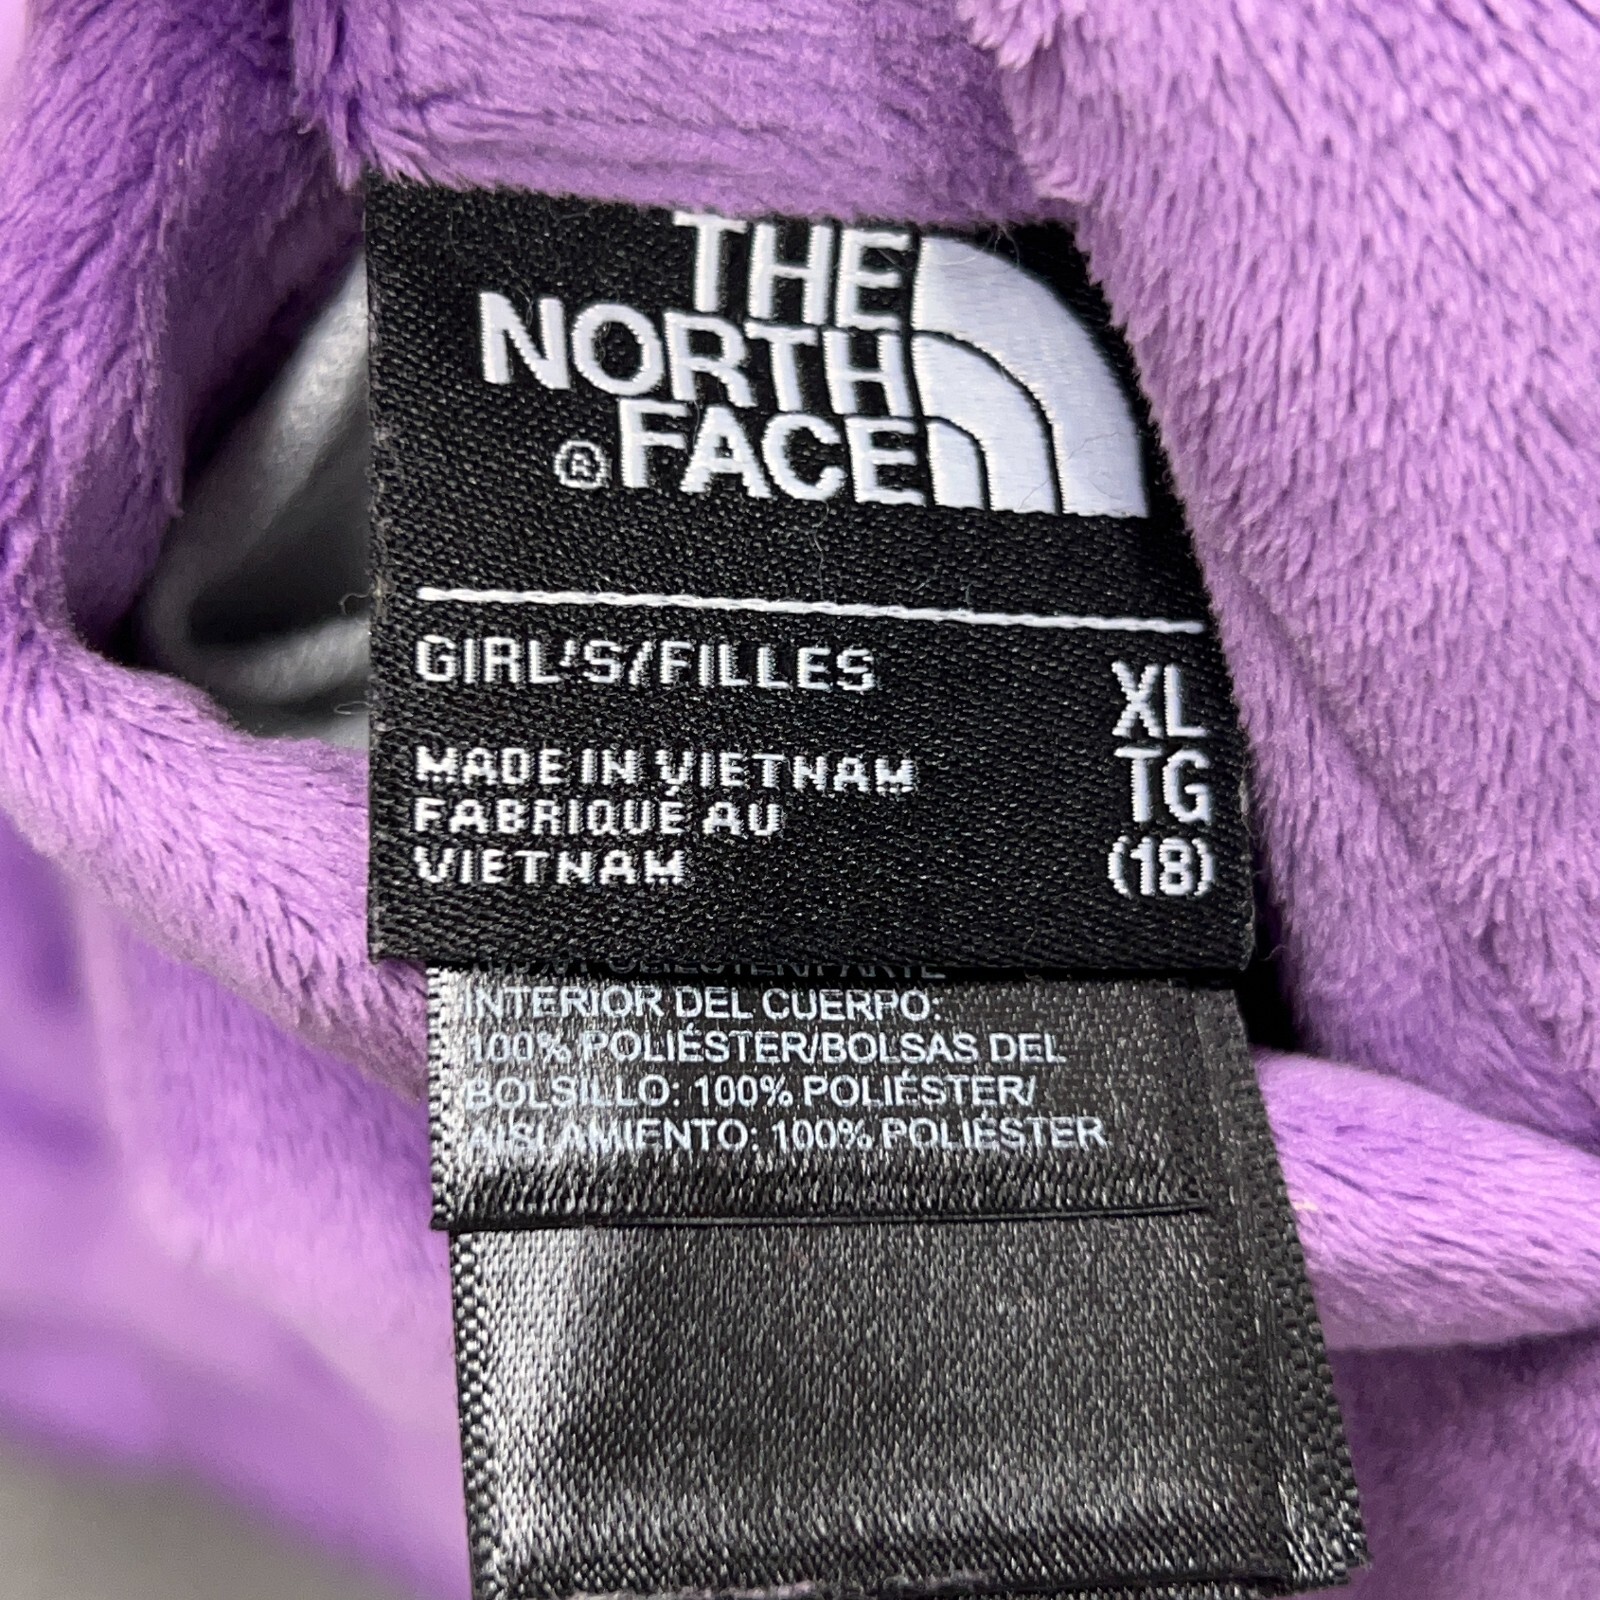 THE
NORTH
®FACE
GIRL'S/FILLES
MADE IN VIETNAM
FABRIQUÉ AU
VIETNAM
XL
TG
(18)
INTERIOR DEL CUERPO:
100% POLIÉSTER/BOLSAS DEL
BOLSILLO: 100% POLIÉSTER/
AISLAMIENTO: 100% POLIÉSTER